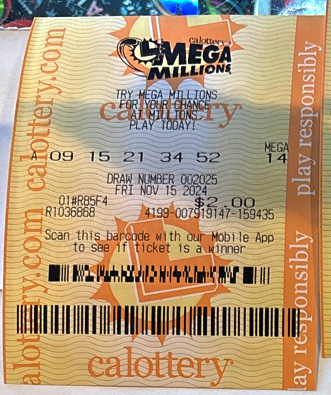 calottery
MEGA
MILLIONS
TRY MEGA MILLIONS
FOR YOUR CHANCE
AT MILLIONS
PLAY TODAY!
calottery
MEGA
A 09 15 21 34 52 14
DRAW NUMBER 002025
FRI NOV 15 2024
01#R85F4 $2.00
R1036868 4199-007919147-159435
Scan this barcode with our Mobile App
to see if ticket is a winner
calottery
calottery.com
calottery.com
play responsibly
play responsibly